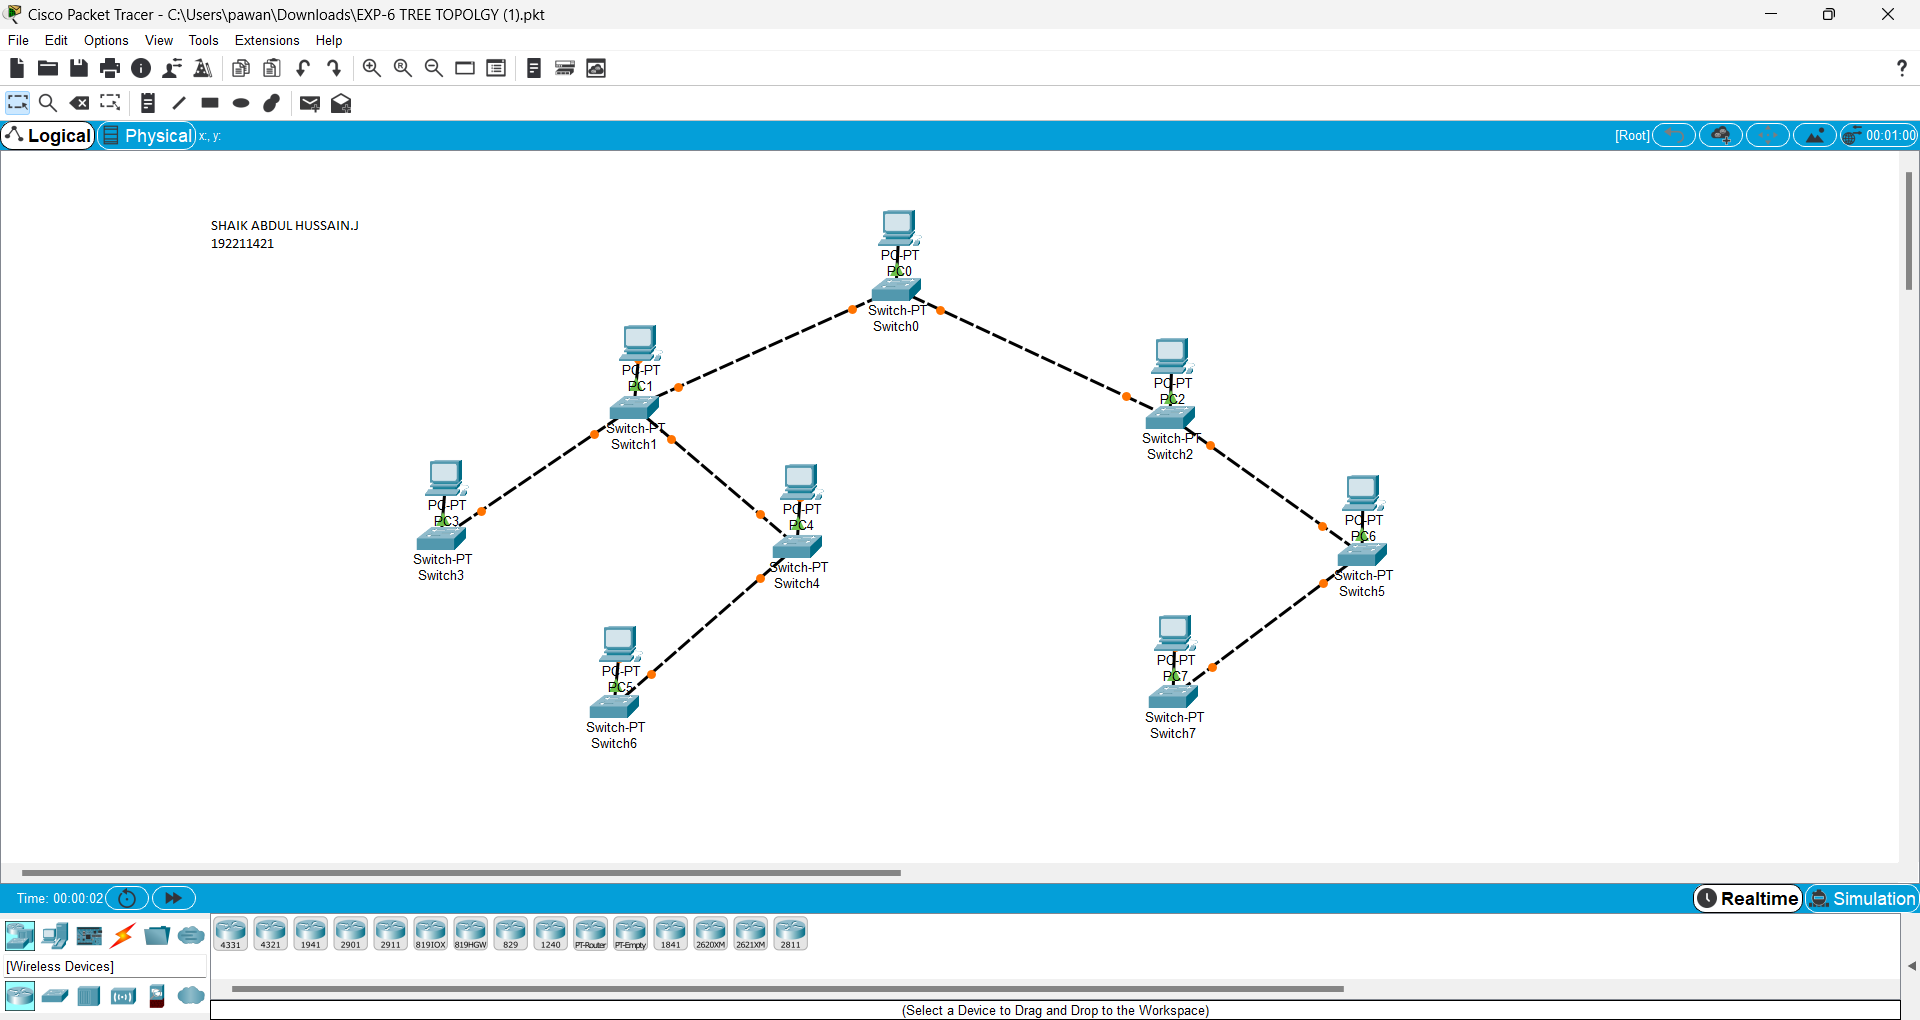 Cisco Packet Tracer - C:\Users\pawan\Downloads\EXP-6 TREE TOPOLGY (1).pkt
File Edit Options View Tools Extensions Help
?
Logical Physical x:, y: [Root] 00:01:00
SHAIK ABDUL HUSSAIN.J
192211421
PC-PT
PC0
Switch-PT
Switch0
PC-PT
PC1
Switch-PT
Switch1
PC-PT
PC2
Switch-PT
Switch2
PC-PT
PC3
Switch-PT
Switch3
PC-PT
PC4
Switch-PT
Switch4
PC-PT
PC6
Switch-PT
Switch5
PC-PT
PC5
Switch-PT
Switch6
PC-PT
PC7
Switch-PT
Switch7
Time: 00:00:02 Realtime Simulation
4331 4321 1941 2901 2911 819IOX 819HGW 829 1240 PT-Router PT-Empty 1841 2620XM 2621XM 2811
[Wireless Devices]
(Select a Device to Drag and Drop to the Workspace)